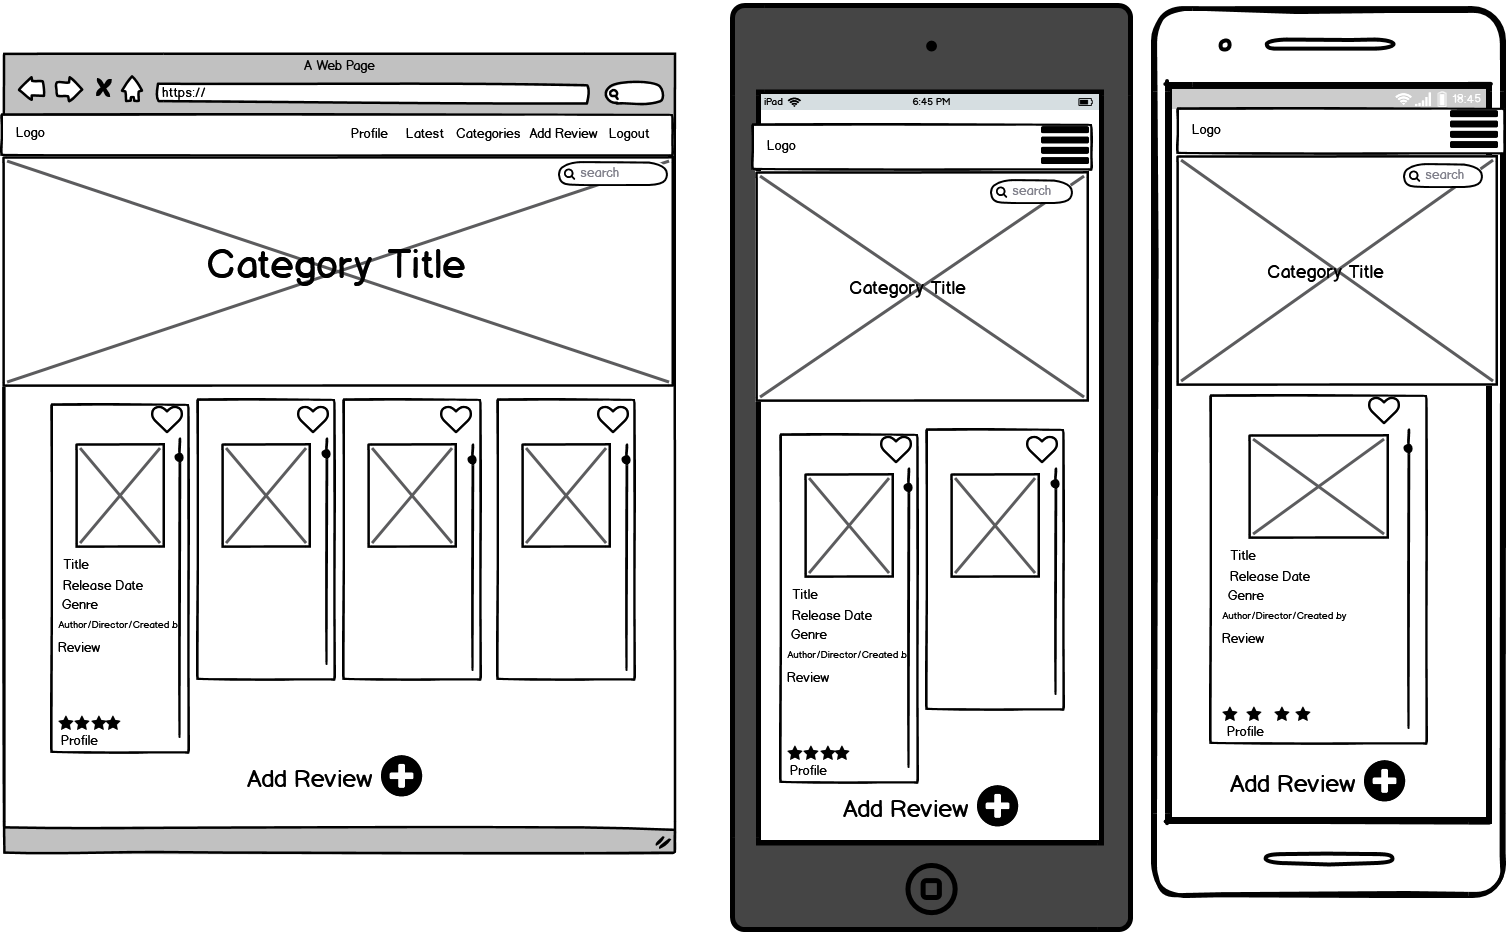 A Web Page
https://
Logo
Profile Latest Categories Add Review Logout
search
Category Title
Title
Release Date
Genre
Author/Director/Created b
Review
Profile
Add Review
iPad 6:45 PM
Logo
search
Category Title
Title
Release Date
Genre
Author/Director/Created b
Review
Profile
Add Review
18:45
Logo
search
Category Title
Title
Release Date
Genre
Author/Director/Created by
Review
Profile
Add Review